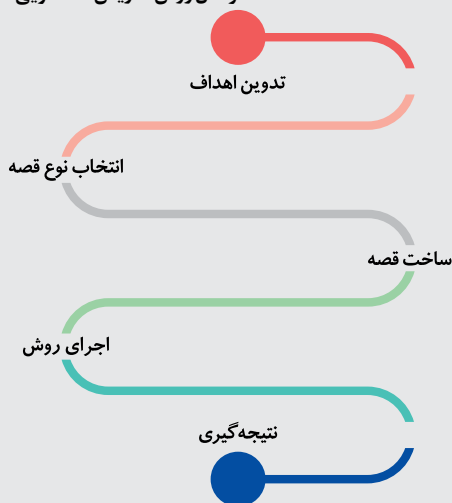 تدوین اهداف
انتخاب نوع قصه
ساخت قصه
اجرای روش
نتیجه‌گیری